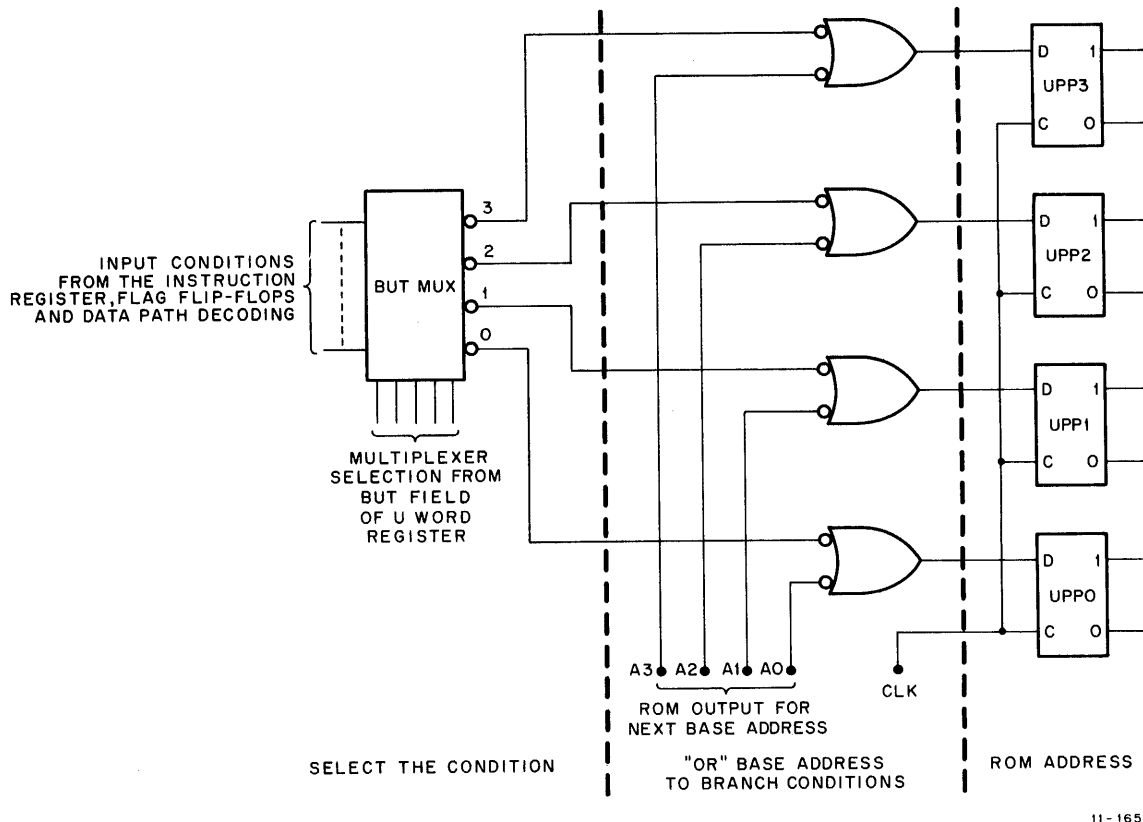 D 1
UPP3
C 0
3
2
1
0
BUT MUX
INPUT CONDITIONS
FROM THE INSTRUCTION
REGISTER, FLAG FLIP-FLOPS
AND DATA PATH DECODING
D 1
UPP2
C 0
MULTIPLEXER
SELECTION FROM
BUT FIELD
OF U WORD
REGISTER
D 1
UPP1
C 0
D 1
UPP0
C 0
A3 A2 A1 A0
CLK
ROM OUTPUT FOR
NEXT BASE ADDRESS
SELECT THE CONDITION
"OR" BASE ADDRESS
TO BRANCH CONDITIONS
ROM ADDRESS
11-165